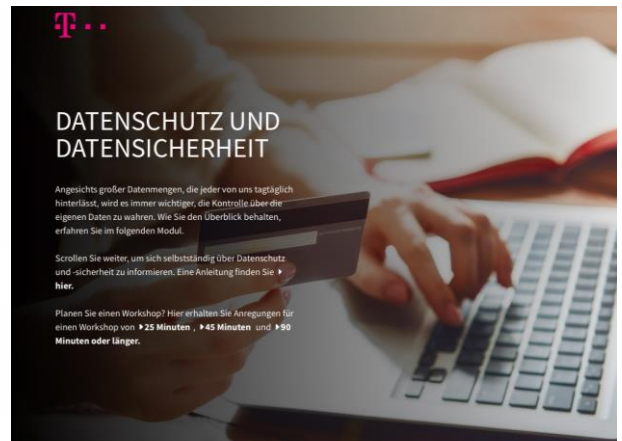 T
DATENSCHUTZ UND
DATENSICHERHEIT
Angesichts großer Datenmengen, die jeder von uns tagtäglich
hinterlässt, wird es immer wichtiger, die Kontrolle über die
eigenen Daten zu wahren. Wie Sie den Überblick behalten,
erfahren Sie im folgenden Modul.
Scrollen Sie weiter, um sich selbstständig über Datenschutz
und -sicherheit zu informieren. Eine Anleitung finden Sie
hier.
Planen Sie einen Workshop? Hier erhalten Sie Anregungen für
einen Workshop von 25 Minuten , 45 Minuten und 90
Minuten oder länger.